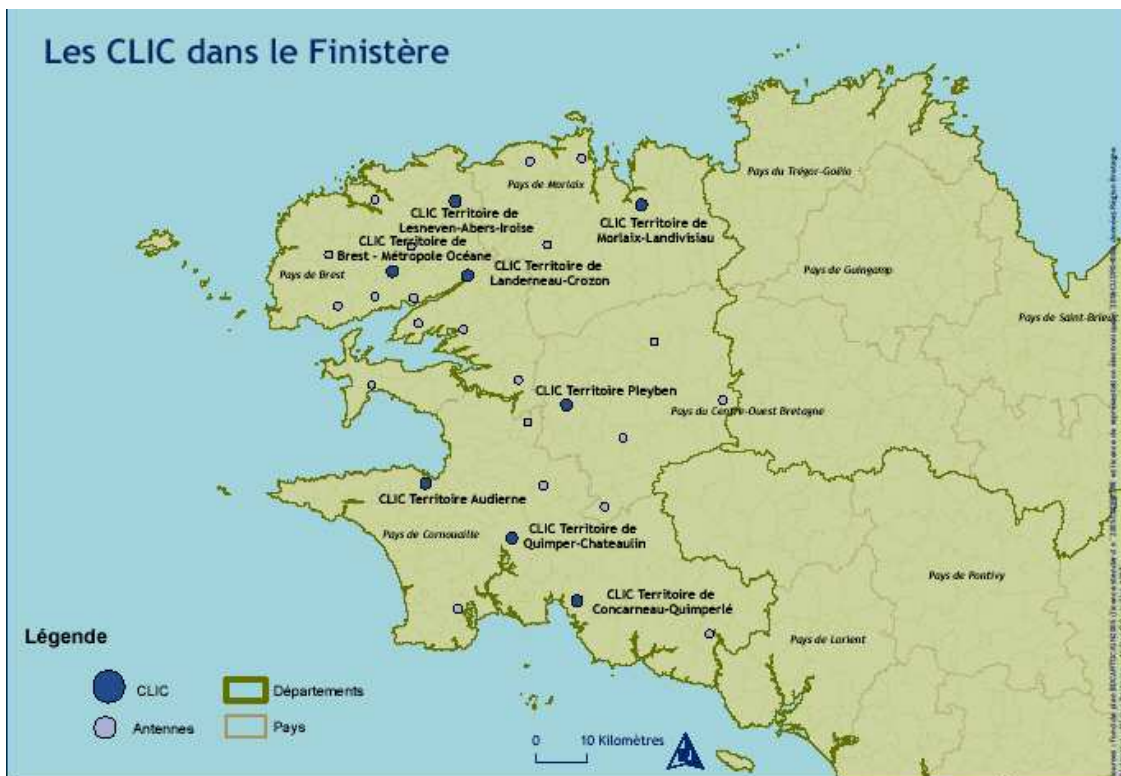 Les CLIC dans le Finistère
Pays du Trégor-Goëlo
Pays de Morlaix
CLIC Territoire de
Lesneven-Abers-Iroise
CLIC Territoire de
Morlaix-Landivisiau
CLIC Territoire de
Brest - Métropole Océane
CLIC Territoire de
Landerneau-Crozon
Pays de Brest
Pays de Guingamp
Pays de Saint-Brieuc
CLIC Territoire Pleyben
Pays du Centre-Ouest Bretagne
CLIC Territoire Audierne
Pays de Cornouaille
CLIC Territoire de
Quimper-Chateaulin
Pays de Pontivy
CLIC Territoire de
Concarneau-Quimperlé
Pays de Lorient
Légende
CLIC
Départements
Antennes
Pays
0 10 Kilomètres
N